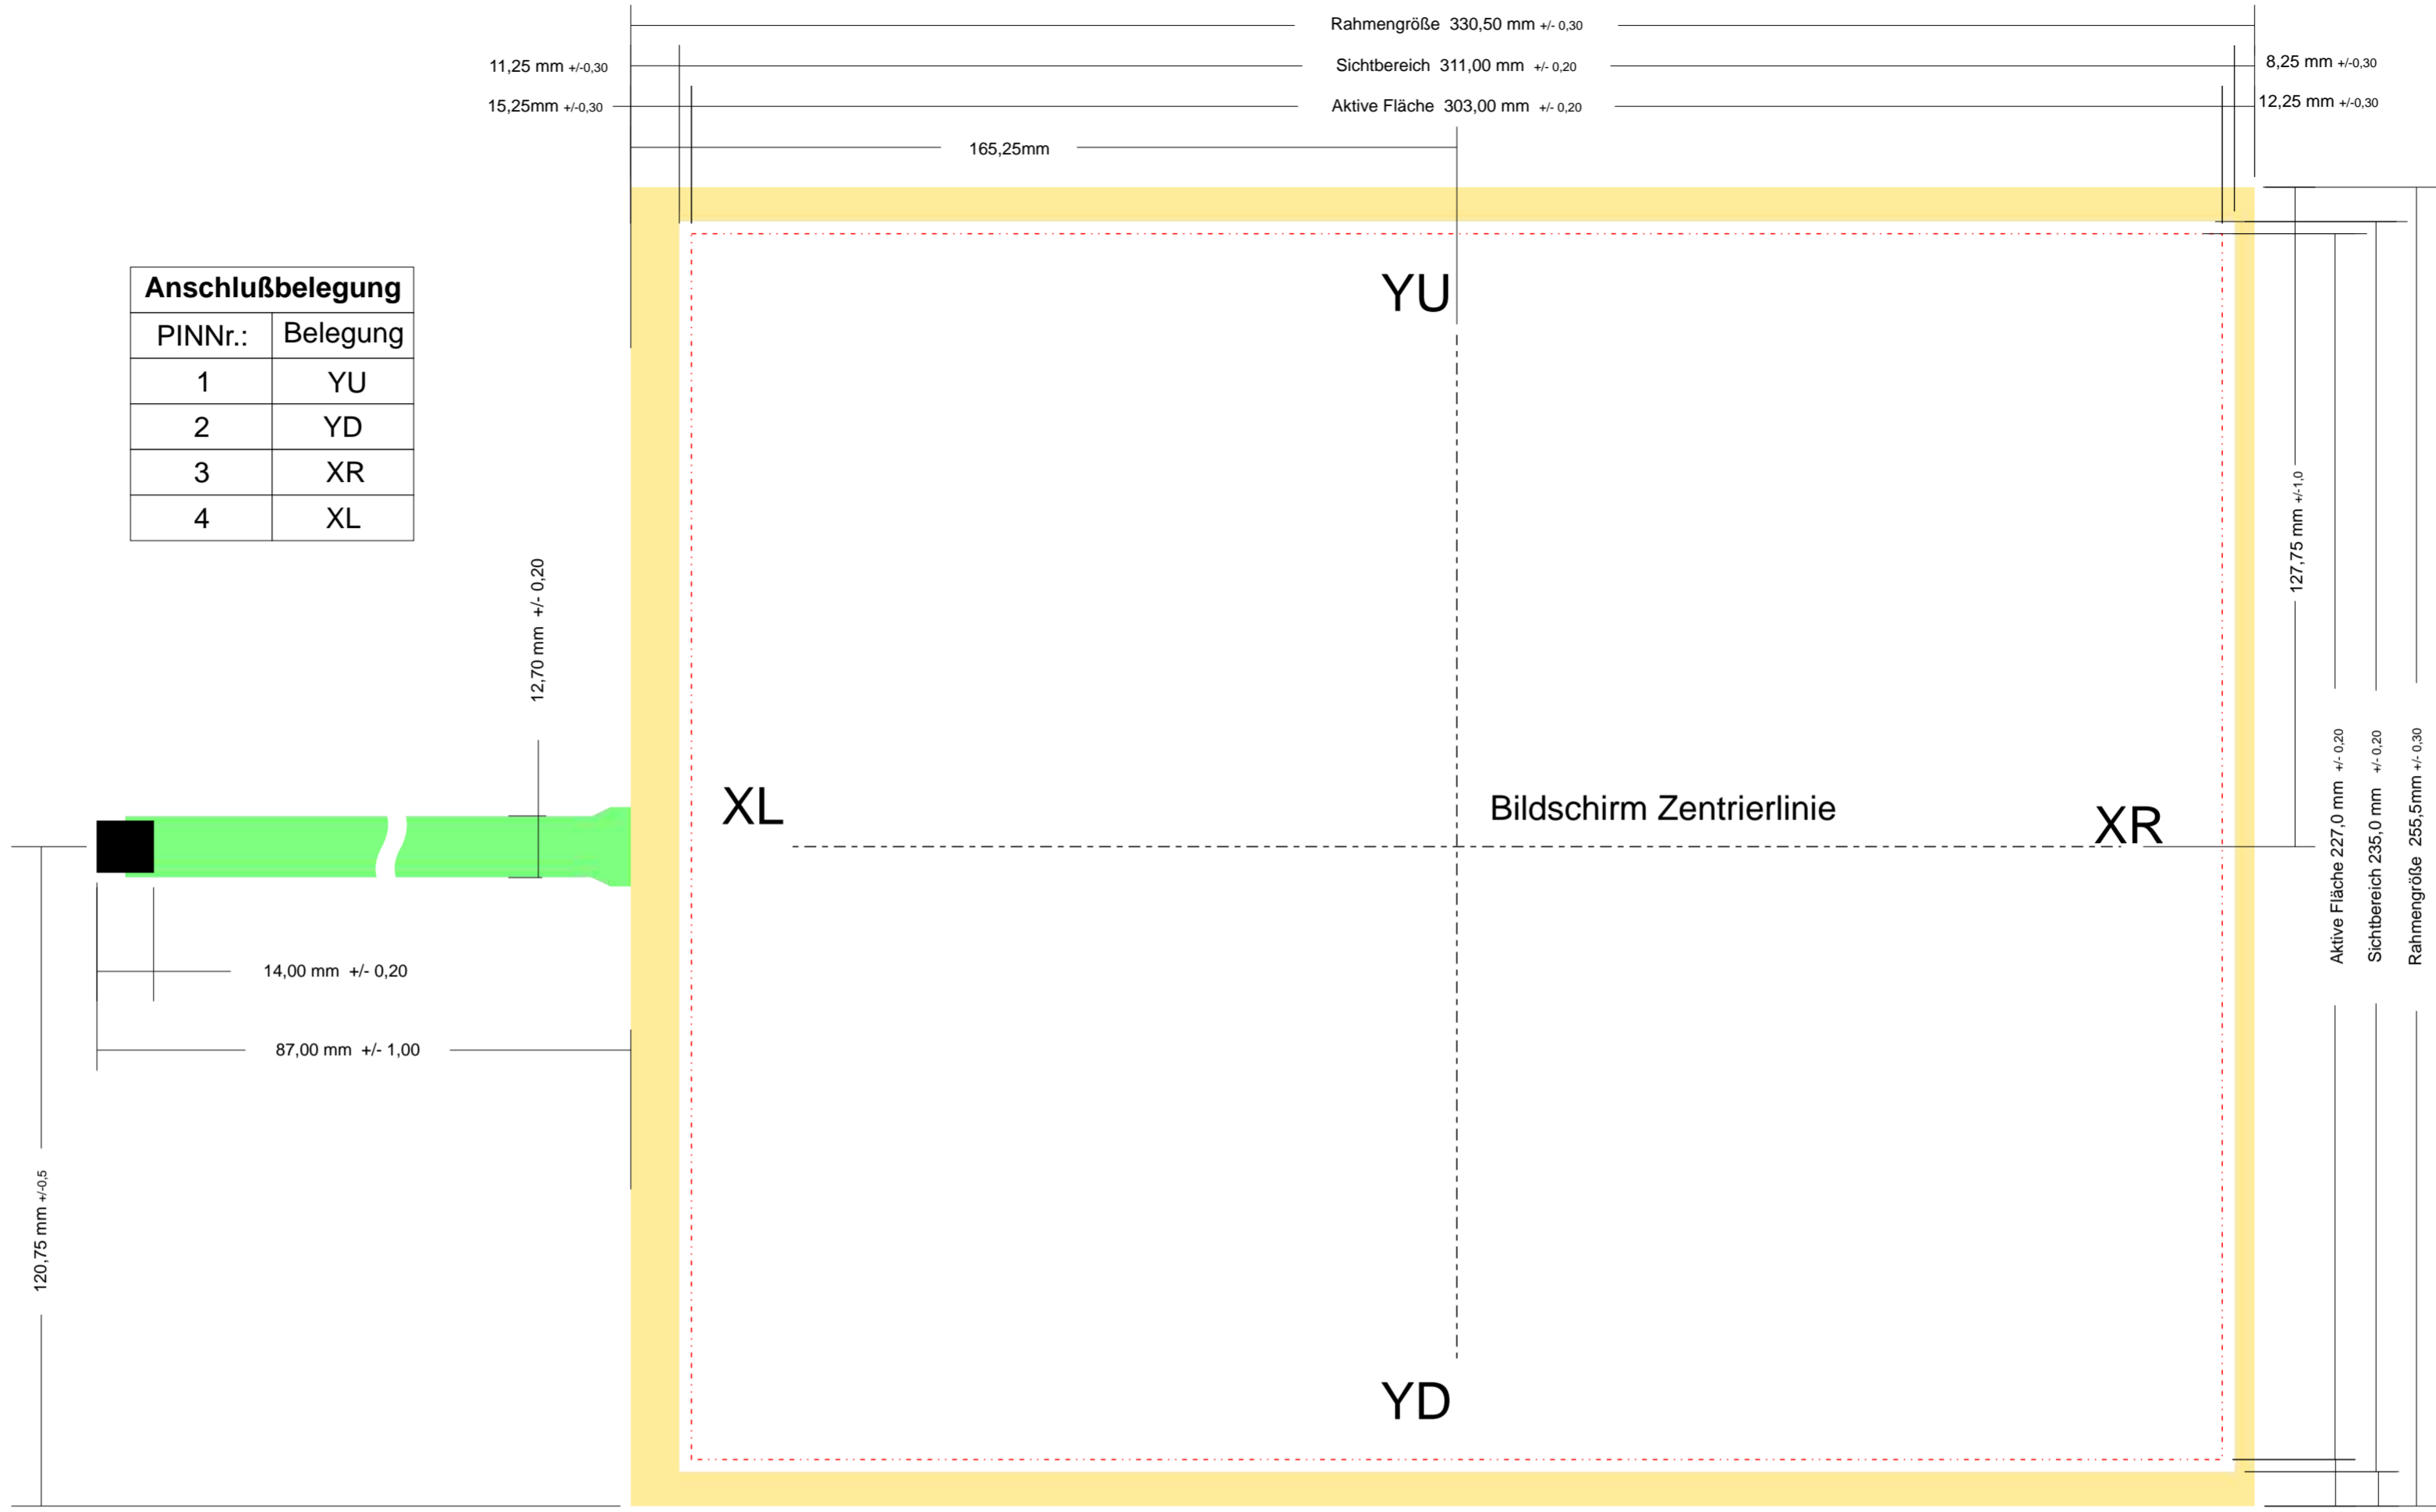 Rahmengröße 330,50 mm +/- 0,30
11,25 mm +/-0,30
Sichtbereich 311,00 mm +/- 0,20
8,25 mm +/-0,30
15,25mm +/-0,30
Aktive Fläche 303,00 mm +/- 0,20
12,25 mm +/-0,30
165,25mm
Anschlußbelegung
PINNr.: Belegung
1 YU
2 YD
3 XR
4 XL
YU
12,70 mm +/- 0,20
127,75 mm +/-1,0
XL
Bildschirm Zentrierlinie
XR
Aktive Fläche 227,0 mm +/- 0,20
Sichtbereich 235,0 mm +/- 0,20
Rahmengröße 255,5mm +/- 0,30
14,00 mm +/- 0,20
87,00 mm +/- 1,00
120,75 mm +/-0,5
YD